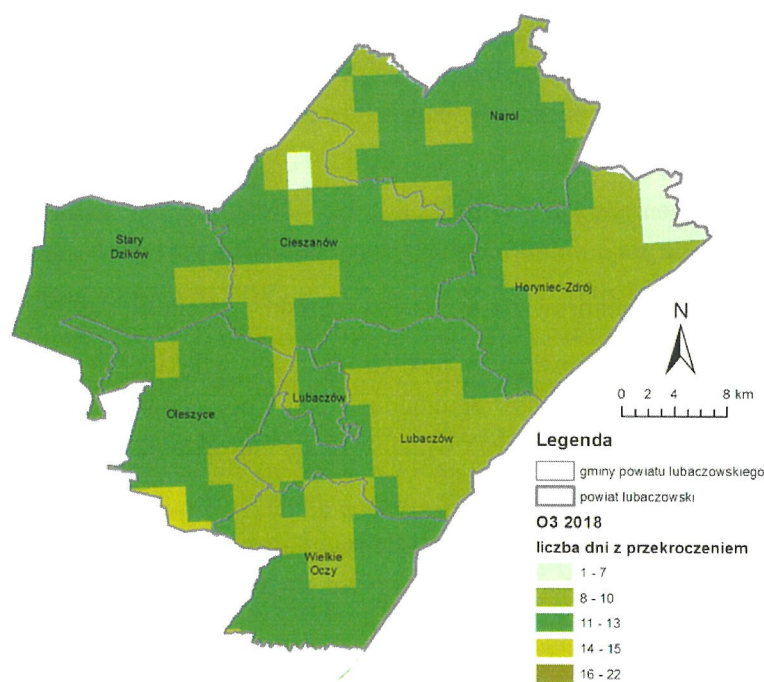 Narol
Stary
Dzików
Cieszanów
Horyniec-Zdrój
N
Lubaczów
0 2 4 8 km
Oleszyce
Lubaczów
Legenda
gminy powiatu lubaczowskiego
powiat lubaczowski
O3 2018
liczba dni z przekroczeniem
Wielkie
Oczy
1 - 7
8 - 10
11 - 13
14 - 15
16 - 22